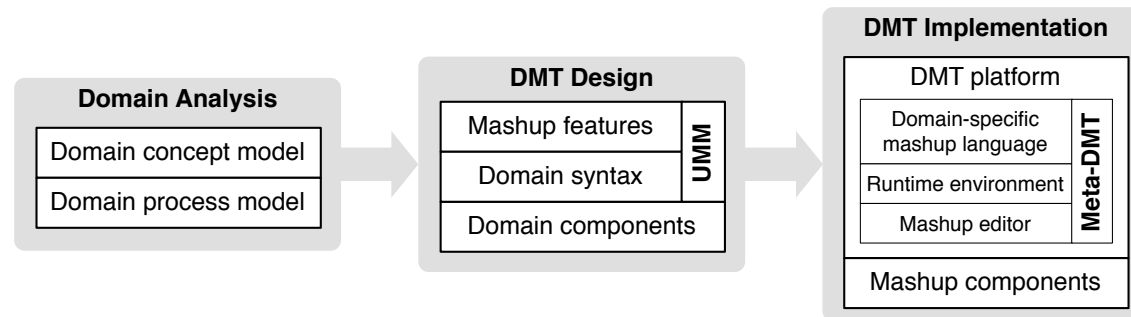 Domain Analysis
Domain concept model
Domain process model
DMT Design
Mashup features
Domain syntax
UMM
Domain components
DMT Implementation
DMT platform
Domain-specific
mashup language
Runtime environment
Mashup editor
Meta-DMT
Mashup components